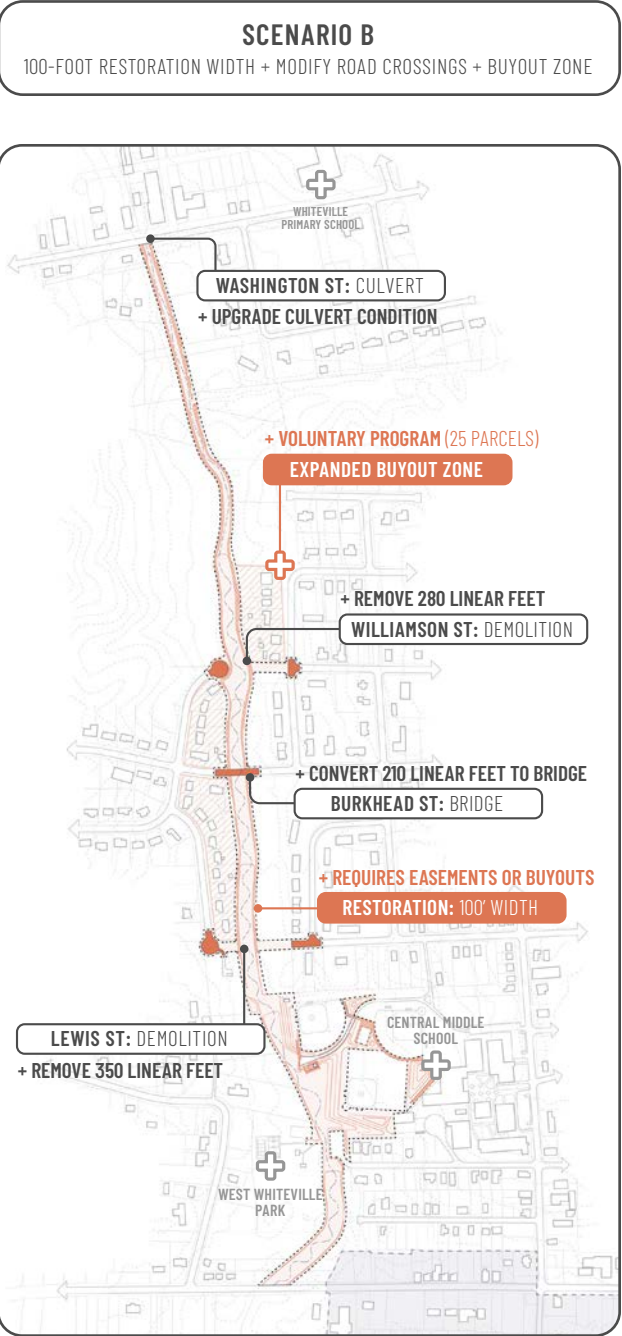 SCENARIO B
100-FOOT RESTORATION WIDTH + MODIFY ROAD CROSSINGS + BUYOUT ZONE
WHITEVILLE
PRIMARY SCHOOL
WASHINGTON ST: CULVERT
+ UPGRADE CULVERT CONDITION
+ VOLUNTARY PROGRAM (25 PARCELS)
EXPANDED BUYOUT ZONE
+ REMOVE 280 LINEAR FEET
WILLIAMSON ST: DEMOLITION
+ CONVERT 210 LINEAR FEET TO BRIDGE
BURKHEAD ST: BRIDGE
+ REQUIRES EASEMENTS OR BUYOUTS
RESTORATION: 100' WIDTH
CENTRAL MIDDLE
SCHOOL
LEWIS ST: DEMOLITION
+ REMOVE 350 LINEAR FEET
WEST WHITEVILLE
PARK